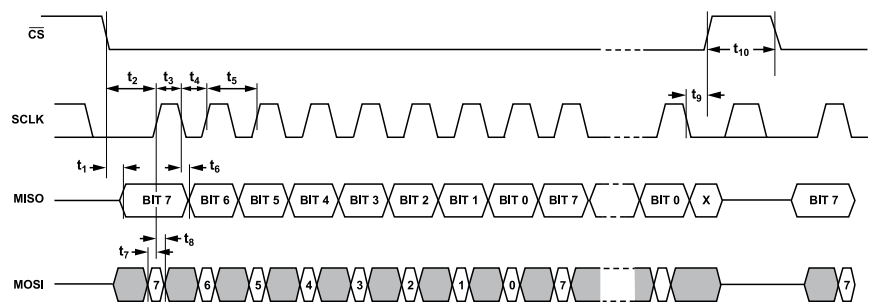 CS
t10
t2 t3 t4 t5
t9
SCLK
t1 t6
MISO BIT 7 BIT 6 BIT 5 BIT 4 BIT 3 BIT 2 BIT 1 BIT 0 BIT 7 BIT 0 X BIT 7
t7 t8
MOSI 7 6 5 4 3 2 1 0 7 7